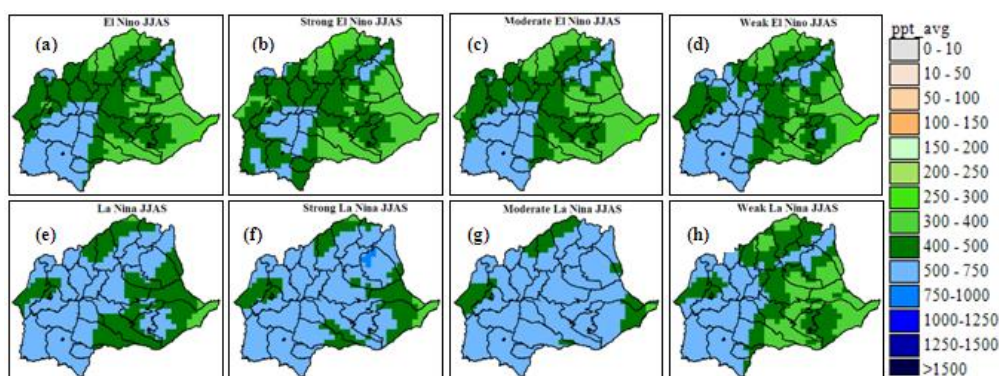 El Nino JJAS
Strong El Nino JJAS
Moderate El Nino JJAS
Weak El Nino JJAS
(a)
(b)
(c)
(d)
La Nina JJAS
Strong La Nina JJAS
Moderate La Nina JJAS
Weak La Nina JJAS
(e)
(f)
(g)
(h)
ppt_avg
0 - 10
10 - 50
50 - 100
100 - 150
150 - 200
200 - 250
250 - 300
300 - 400
400 - 500
500 - 750
750-1000
1000-1250
1250-1500
>1500